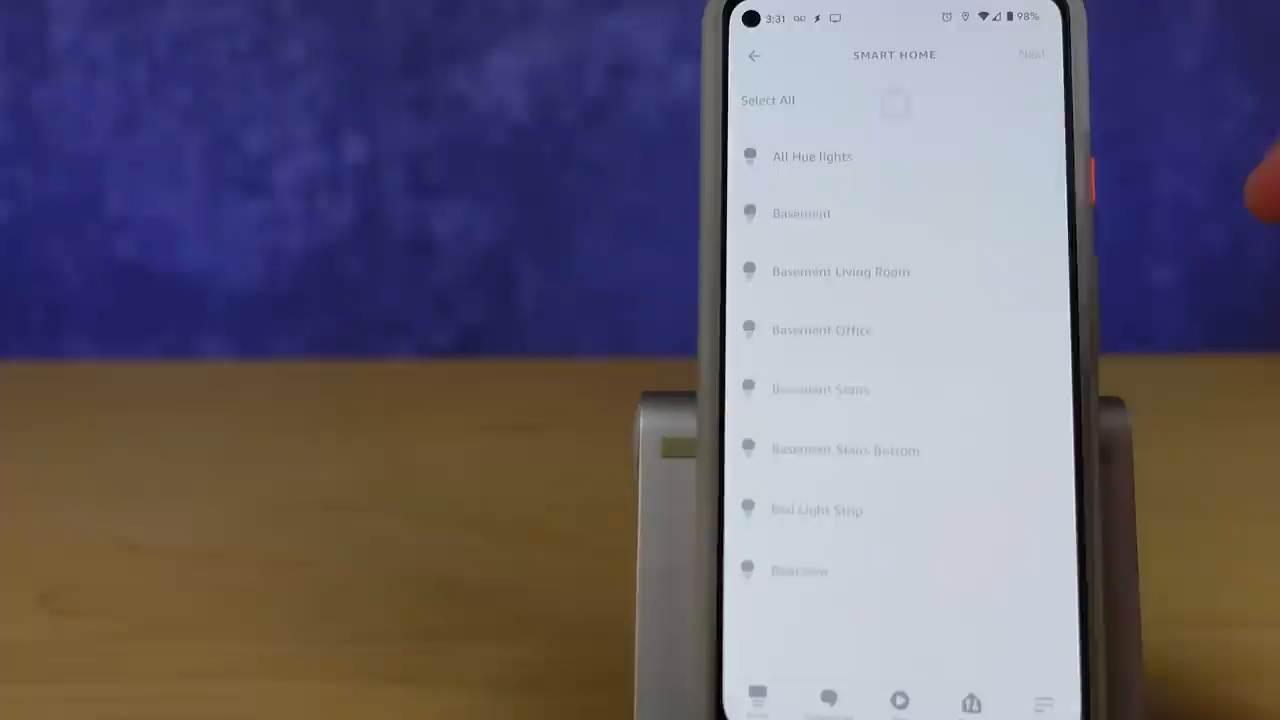 3:31 98%
SMART HOME Next
Select All
All Hue lights
Basement
Basement Living Room
Basement Office
Basement Stairs
Basement Stairs Bottom
Bed Light Strip